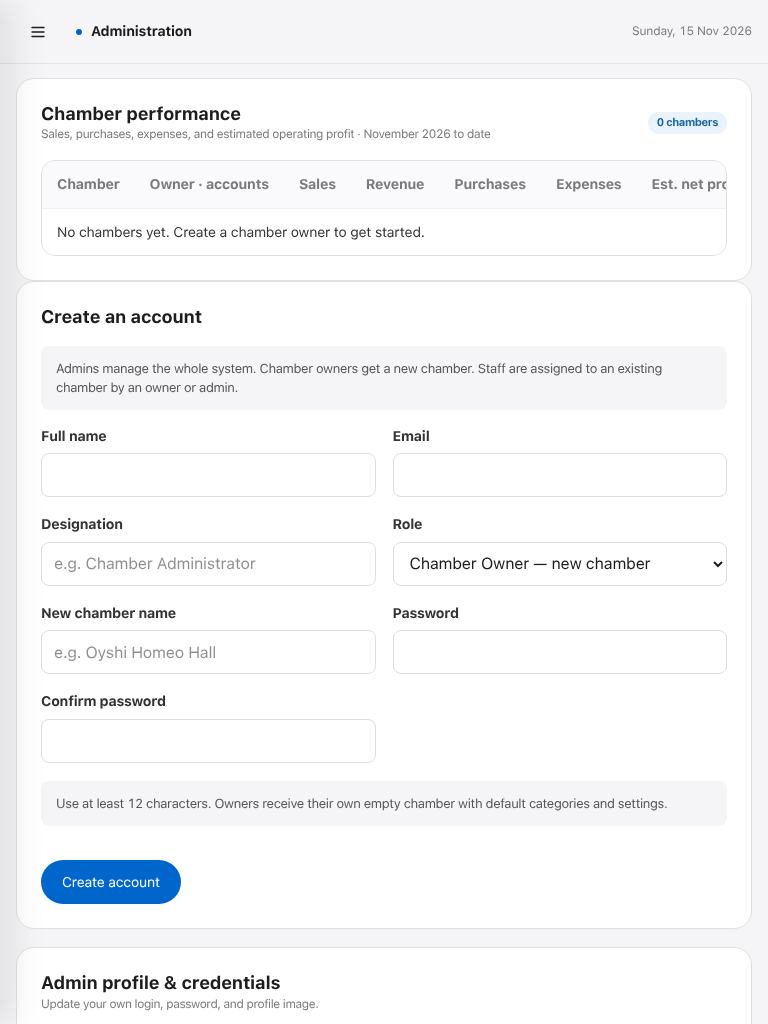 Administration
Sunday, 15 Nov 2026
Chamber performance
Sales, purchases, expenses, and estimated operating profit · November 2026 to date
0 chambers
Chamber Owner · accounts Sales Revenue Purchases Expenses Est. net pro
No chambers yet. Create a chamber owner to get started.
Create an account
Admins manage the whole system. Chamber owners get a new chamber. Staff are assigned to an existing
chamber by an owner or admin.
Full name
Email
Designation
Role
e.g. Chamber Administrator
Chamber Owner — new chamber
New chamber name
Password
e.g. Oyshi Homeo Hall
Confirm password
Use at least 12 characters. Owners receive their own empty chamber with default categories and settings.
Create account
Admin profile & credentials
Update your own login, password, and profile image.